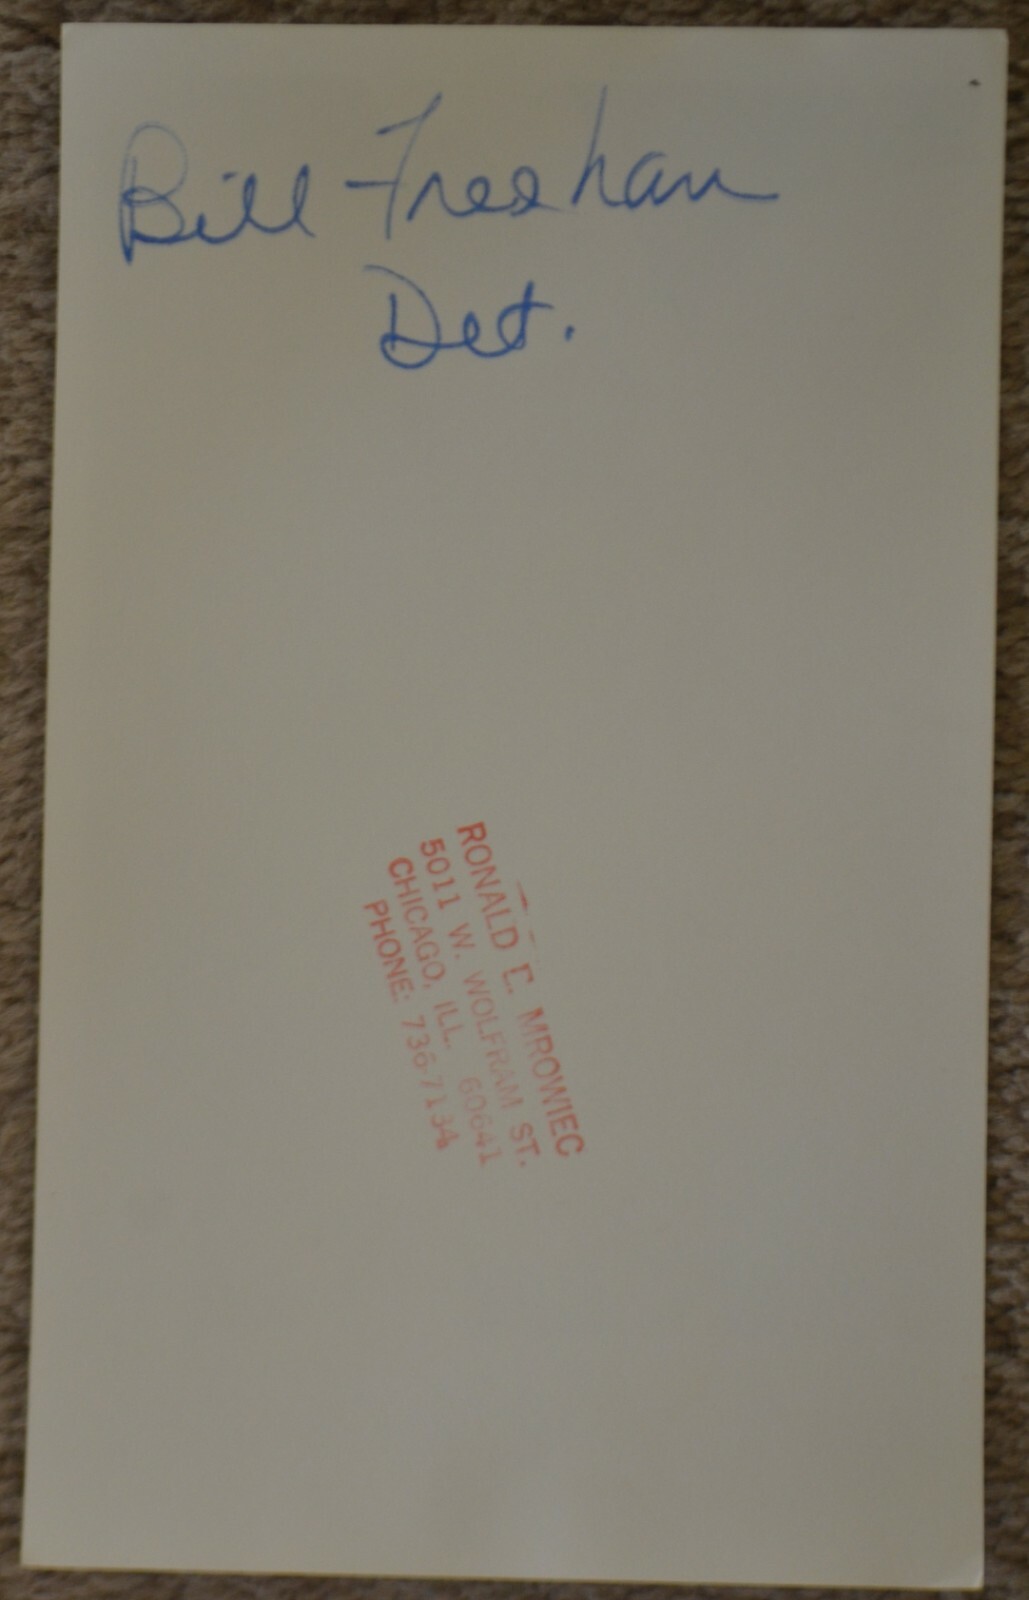 Bill Freehan
Det.
RONALD C. MROWIEC
5011 W. WOLFRAM ST.
CHICAGO, ILL. 60641
PHONE: 736-7134